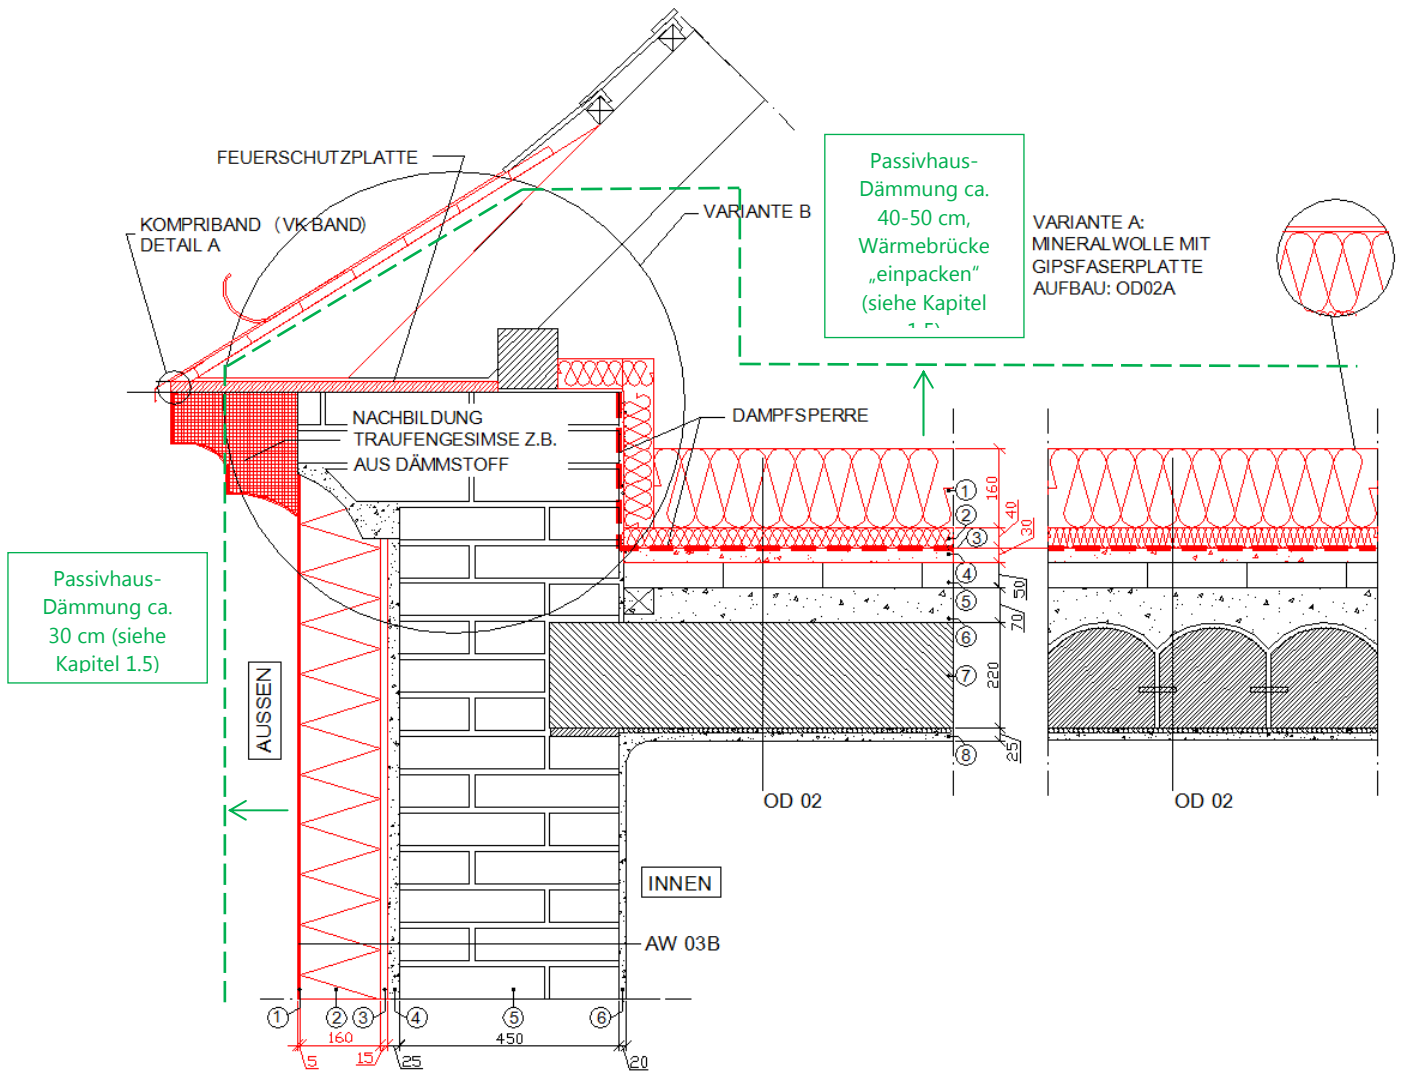 FEUERSCHUTZPLATTE
KOMPRIBAND (VK BAND)
DETAIL A
VARIANTE B
Passivhaus-
Dämmung ca.
40-50 cm,
Wärmebrücke
„einpacken“
(siehe Kapitel
1.5)
VARIANTE A:
MINERALWOLLE MIT
GIPSFASERPLATTE
AUFBAU: OD02A
NACHBILDUNG
TRAUFENGESIMSE Z.B.
AUS DÄMMSTOFF
DAMPFSPERRE
Passivhaus-
Dämmung ca.
30 cm (siehe
Kapitel 1.5)
AUSSEN
1
2
3
4
5
6
7
8
160
40
30
50
70
220
25
OD 02
OD 02
INNEN
AW 03B
1 2 3 4 5 6
160 450
5 15 25 20